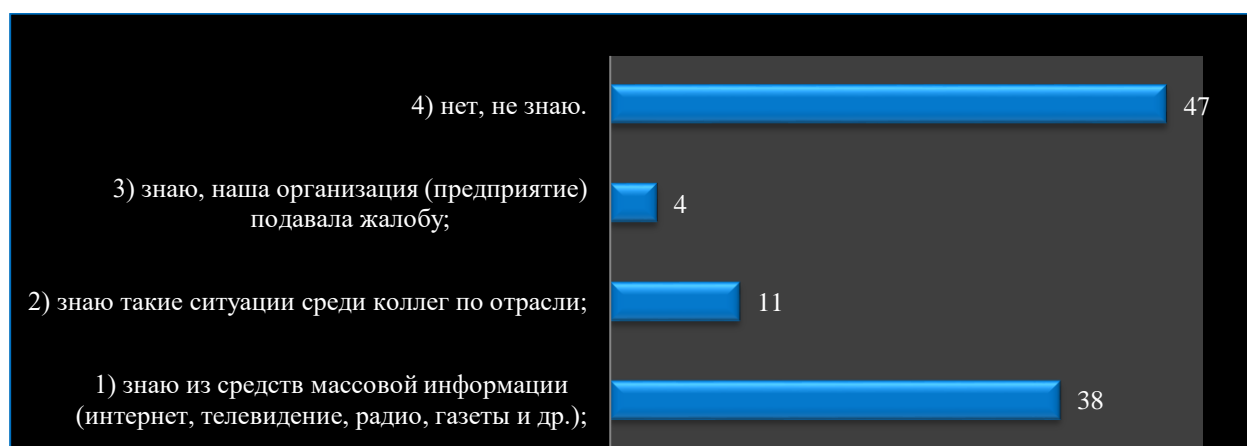 4) нет, не знаю.
47
3) знаю, наша организация (предприятие)
подавала жалобу;
4
2) знаю такие ситуации среди коллег по отрасли;
11
1) знаю из средств массовой информации
(интернет, телевидение, радио, газеты и др.);
38